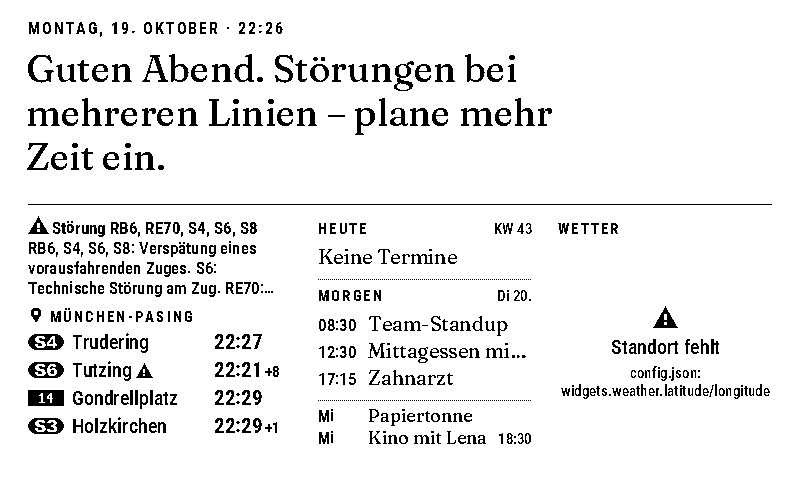 MONTAG, 19. OKTOBER · 22:26
Guten Abend. Störungen bei
mehreren Linien – plane mehr
Zeit ein.
Störung RB6, RE70, S4, S6, S8
RB6, S4, S6, S8: Verspätung eines
vorausfahrenden Zuges. S6:
Technische Störung am Zug. RE70:...
MÜNCHEN-PASING
S4 Trudering 22:27
S6 Tutzing 22:21 +8
14 Gondrellplatz 22:29
S3 Holzkirchen 22:29 +1
HEUTE KW 43
Keine Termine
MORGEN Di 20.
08:30 Team-Standup
12:30 Mittagessen mi...
17:15 Zahnarzt
Mi Papiertonne
Mi Kino mit Lena 18:30
WETTER
Standort fehlt
config.json:
widgets.weather.latitude/longitude